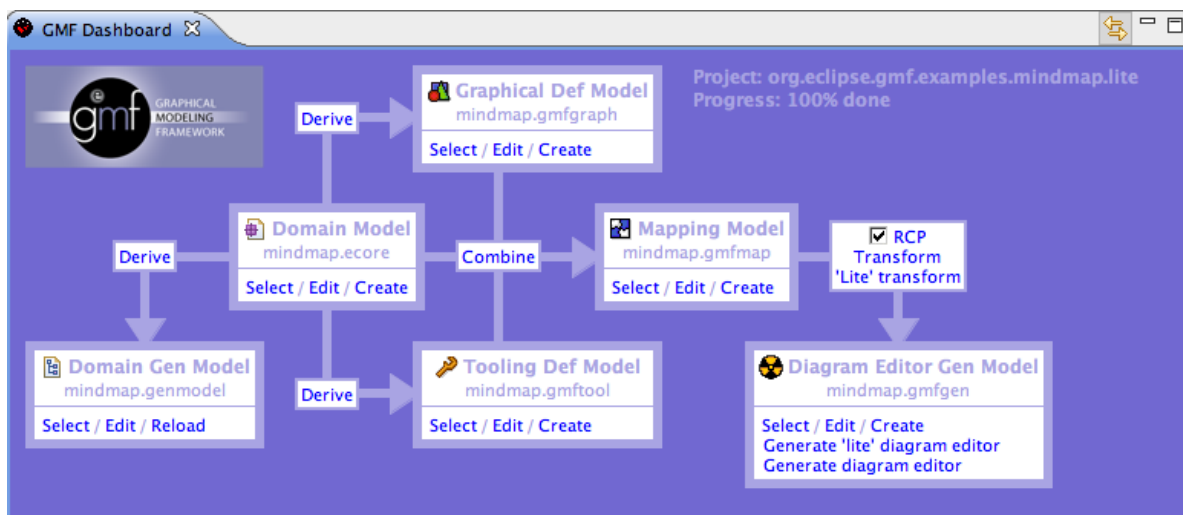 GMF Dashboard
gmf
GRAPHICAL
MODELING
FRAMEWORK
Project: org.eclipse.gmf.examples.mindmap.lite
Progress: 100% done
Derive
Graphical Def Model
mindmap.gmfgraph
Select / Edit / Create
Derive
Domain Model
mindmap.ecore
Select / Edit / Create
Combine
Mapping Model
mindmap.gmfmap
Select / Edit / Create
RCP
Transform
'Lite' transform
Domain Gen Model
mindmap.genmodel
Select / Edit / Reload
Derive
Tooling Def Model
mindmap.gmftool
Select / Edit / Create
Diagram Editor Gen Model
mindmap.gmfgen
Select / Edit / Create
Generate 'lite' diagram editor
Generate diagram editor